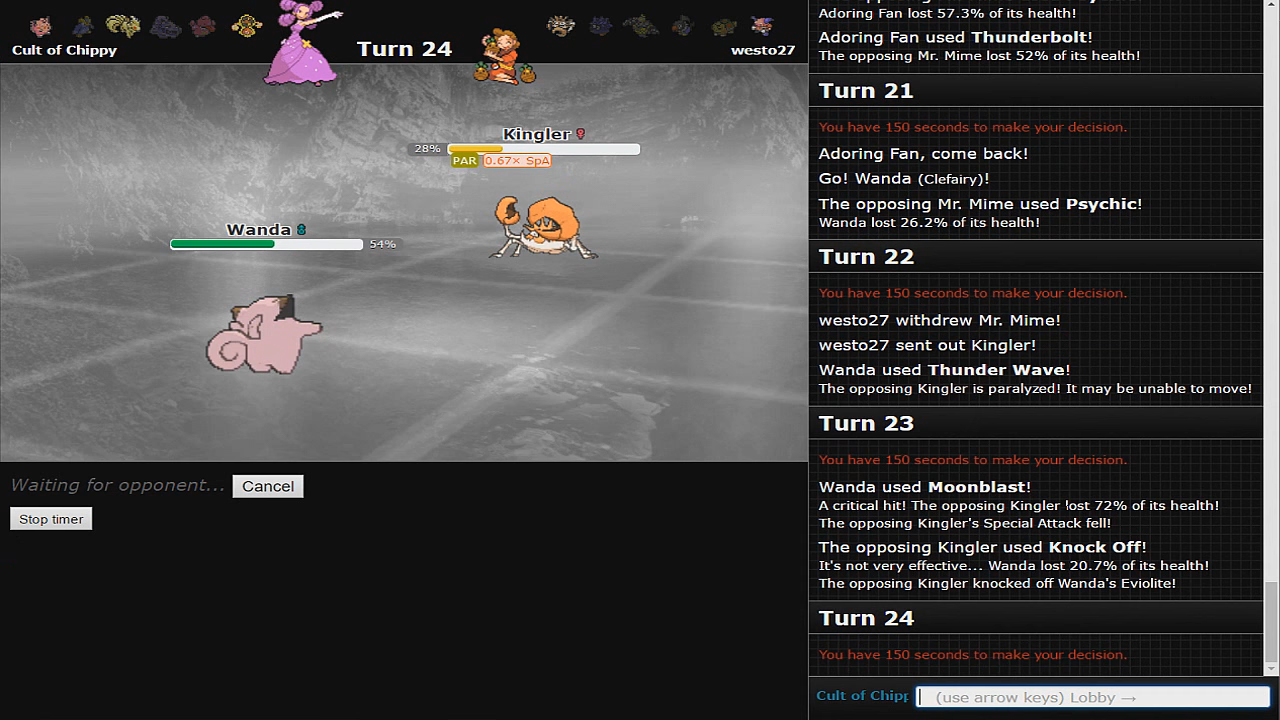 Cult of Chippy
Turn 24
westo27
Kingler
28%
PAR 0.67× SpA
Wanda
54%
Waiting for opponent... Cancel
Stop timer
Adoring Fan lost 57.3% of its health!
Adoring Fan used Thunderbolt!
The opposing Mr. Mime lost 52% of its health!
Turn 21
You have 150 seconds to make your decision.
Adoring Fan, come back!
Go! Wanda (Clefairy)!
The opposing Mr. Mime used Psychic!
Wanda lost 26.2% of its health!
Turn 22
You have 150 seconds to make your decision.
westo27 withdrew Mr. Mime!
westo27 sent out Kingler!
Wanda used Thunder Wave!
The opposing Kingler is paralyzed! It may be unable to move!
Turn 23
You have 150 seconds to make your decision.
Wanda used Moonblast!
A critical hit! The opposing Kingler lost 72% of its health!
The opposing Kingler's Special Attack fell!
The opposing Kingler used Knock Off!
It's not very effective... Wanda lost 20.7% of its health!
The opposing Kingler knocked off Wanda's Eviolite!
Turn 24
You have 150 seconds to make your decision.
Cult of Chipp (use arrow keys) Lobby →